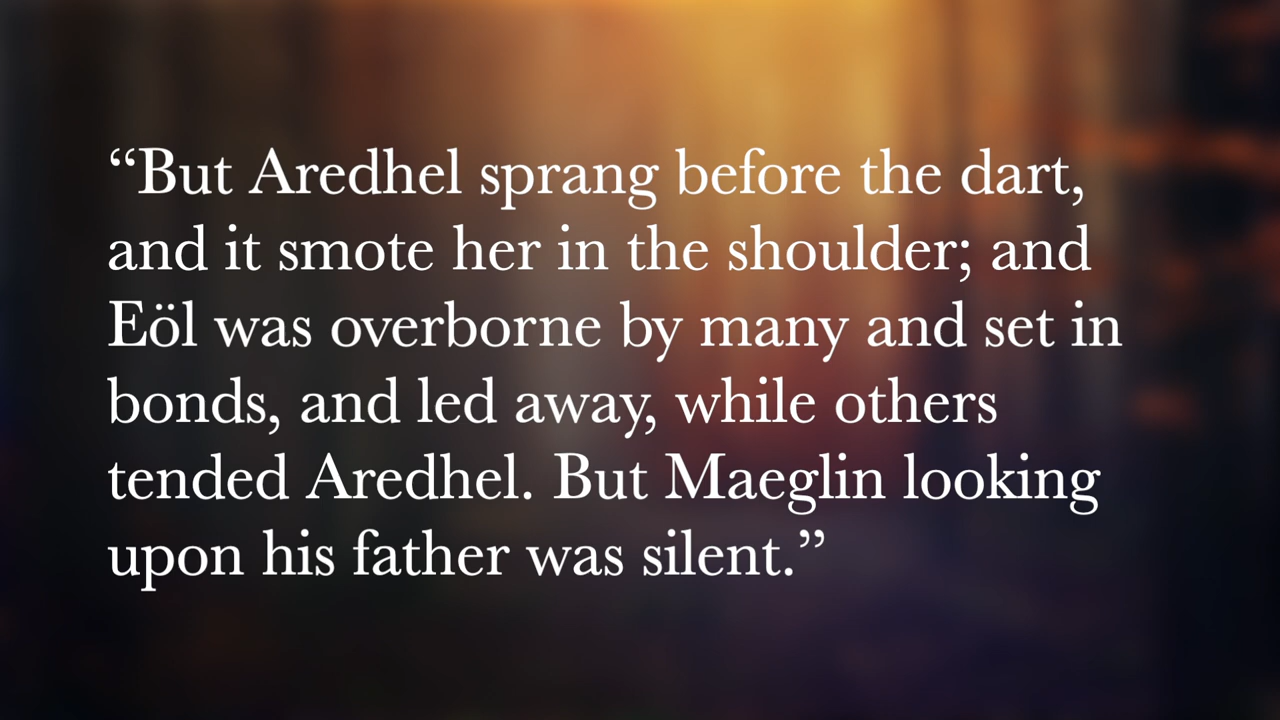 “But Aredhel sprang before the dart,
and it smote her in the shoulder; and
Eöl was overborne by many and set in
bonds, and led away, while others
tended Aredhel. But Maeglin looking
upon his father was silent.”